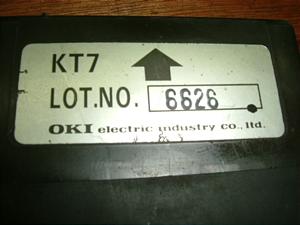 KT7
LOT.NO. 6626
OKI electric industry co., ltd.